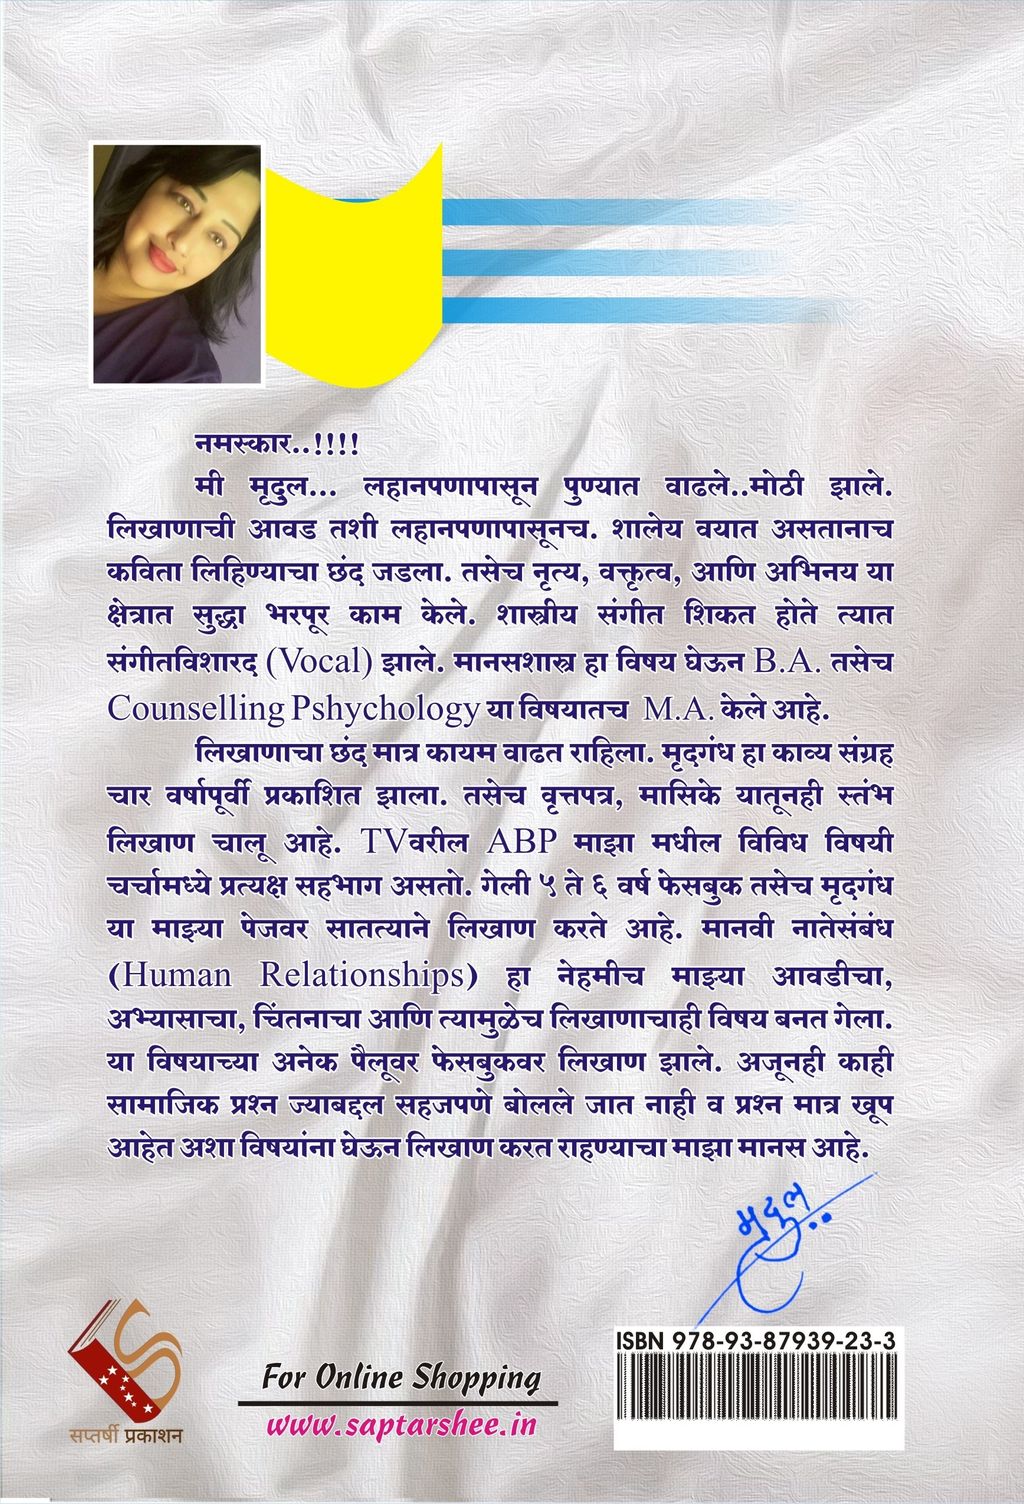 नमस्कार..!!!!
मी मृदुल... लहानपणापासून पुण्यात वाढले..मोठी झाले.
लिखाणाची आवड तशी लहानपणापासूनच. शालेय वयात असतानाच
कविता लिहिण्याचा छंद जडला. तसेच नृत्य, वक्तृत्व, आणि अभिनय या
क्षेत्रात सुद्धा भरपूर काम केले. शास्त्रीय संगीत शिकत होते त्यात
संगीतविशारद (Vocal) झाले. मानसशास्त्र हा विषय घेऊन B.A. तसेच
Counselling Pshychology या विषयातच M.A. केले आहे.
लिखाणाचा छंद मात्र कायम वाढत राहिला. मृदगंध हा काव्य संग्रह
चार वर्षापूर्वी प्रकाशित झाला. तसेच वृत्तपत्र, मासिके यातूनही स्तंभ
लिखाण चालू आहे. TVवरील ABP माझा मधील विविध विषयी
चर्चामध्ये प्रत्यक्ष सहभाग असतो. गेली ५ ते ६ वर्ष फेसबुक तसेच मृदगंध
या माझ्या पेजवर सातत्याने लिखाण करते आहे. मानवी नातेसंबंध
(Human Relationships) हा नेहमीच माझ्या आवडीचा,
अभ्यासाचा, चिंतनाचा आणि त्यामुळेच लिखाणाचाही विषय बनत गेला.
या विषयाच्या अनेक पैलूवर फेसबुकवर लिखाण झाले. अजूनही काही
सामाजिक प्रश्न ज्याबद्दल सहजपणे बोलले जात नाही व प्रश्न मात्र खूप
आहेत अशा विषयांना घेऊन लिखाण करत राहण्याचा माझा मानस आहे.
मृदुल..
ISBN 978-93-87939-23-3
For Online Shopping
www.saptarshee.in
सप्तर्षी प्रकाशन